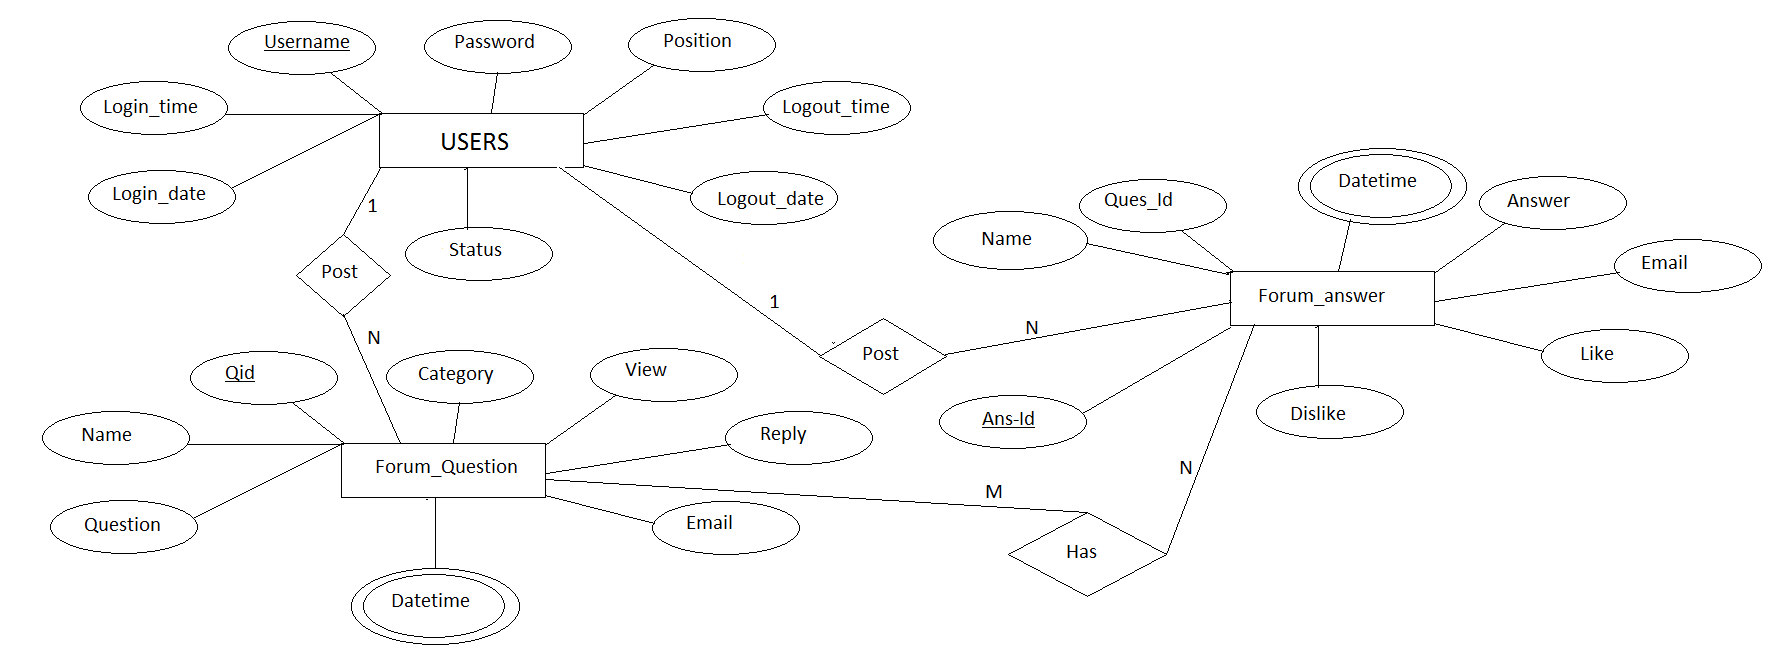 Username
Password
Position
Login_time
Logout_time
USERS
Login_date
Logout_date
1
Status
Post
N
1
Post
N
Datetime
Ques_Id
Answer
Name
Email
Forum_answer
Like
Ans-Id
Dislike
Qid
Category
View
Name
Reply
Forum_Question
Question
Email
M
N
Has
Datetime